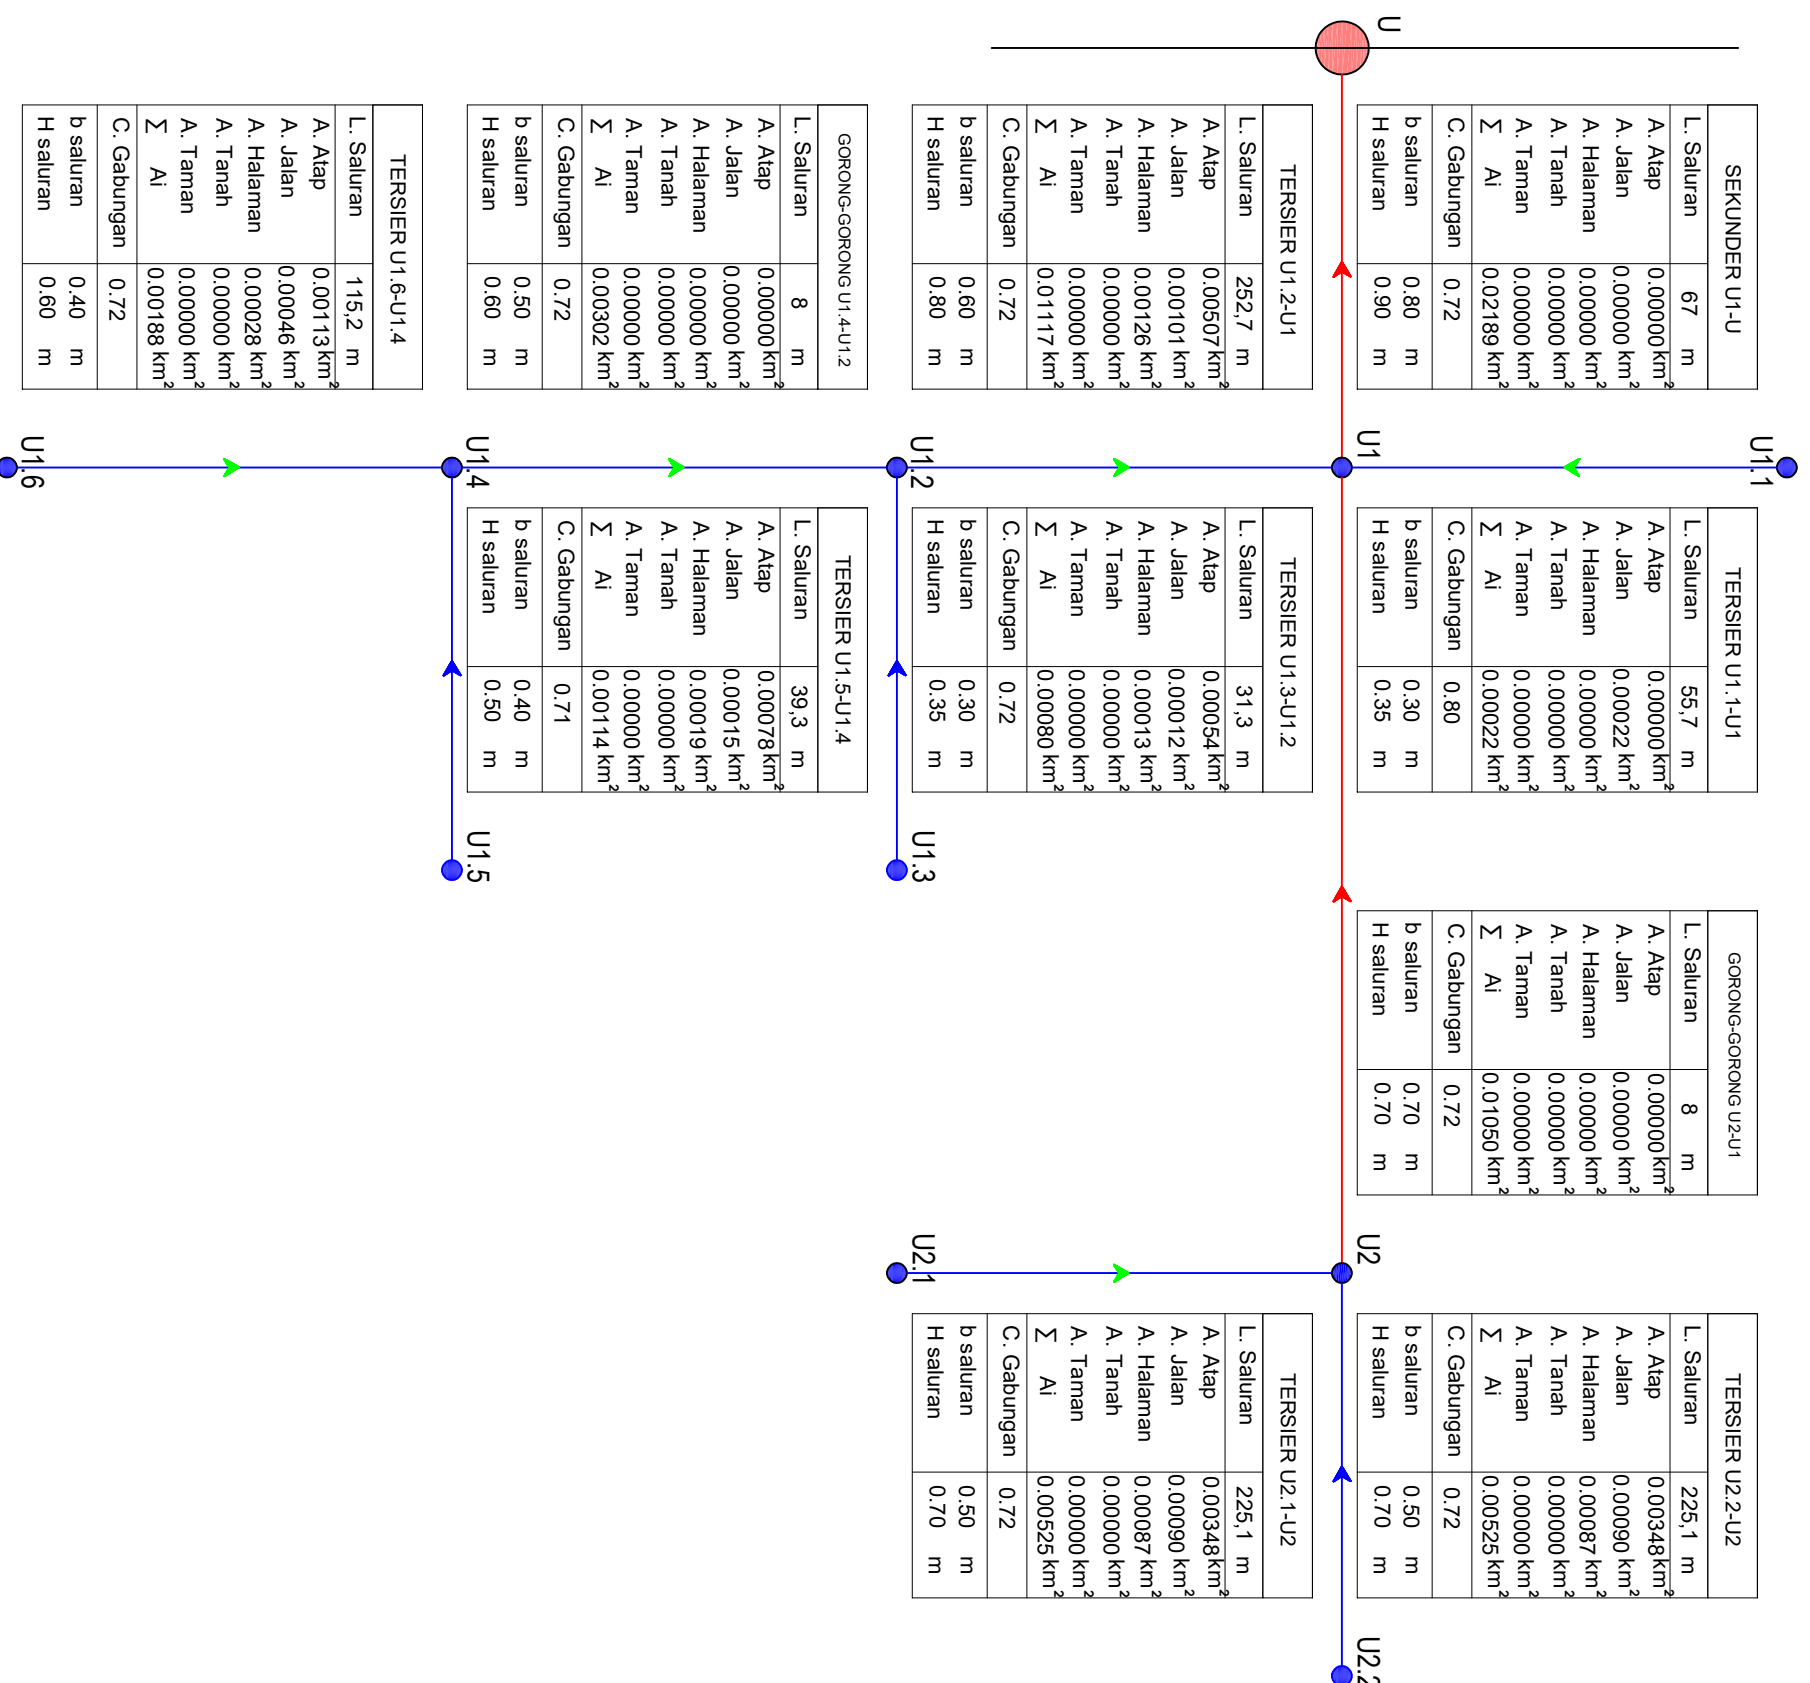 U
SEKUNDER U1-U
L. Saluran 67 m
A. Atap 0.00000 km²
A. Jalan 0.00000 km²
A. Halaman 0.00000 km²
A. Tanah 0.00000 km²
A. Taman 0.00000 km²
Σ Ai 0.02189 km²
C. Gabungan 0.72
b saluran 0.80 m
H saluran 0.90 m
U1.1
TERSIER U1.1-U1
L. Saluran 55,7 m
A. Atap 0.00000 km²
A. Jalan 0.00022 km²
A. Halaman 0.00000 km²
A. Tanah 0.00000 km²
A. Taman 0.00000 km²
Σ Ai 0.00022 km²
C. Gabungan 0.80
b saluran 0.30 m
H saluran 0.35 m
GORONG-GORONG U2-U1
L. Saluran 8 m
A. Atap 0.00000 km²
A. Jalan 0.00000 km²
A. Halaman 0.00000 km²
A. Tanah 0.00000 km²
A. Taman 0.00000 km²
Σ Ai 0.01050 km²
C. Gabungan 0.72
b saluran 0.70 m
H saluran 0.70 m
TERSIER U2.2-U2
L. Saluran 225,1 m
A. Atap 0.00348 km²
A. Jalan 0.00090 km²
A. Halaman 0.00087 km²
A. Tanah 0.00000 km²
A. Taman 0.00000 km²
Σ Ai 0.00525 km²
C. Gabungan 0.72
b saluran 0.50 m
H saluran 0.70 m
U1
U2
U2.2
TERSIER U1.2-U1
L. Saluran 252,7 m
A. Atap 0.00507 km²
A. Jalan 0.00101 km²
A. Halaman 0.00126 km²
A. Tanah 0.00000 km²
A. Taman 0.00000 km²
Σ Ai 0.01117 km²
C. Gabungan 0.72
b saluran 0.60 m
H saluran 0.80 m
TERSIER U1.3-U1.2
L. Saluran 31,3 m
A. Atap 0.00054 km²
A. Jalan 0.00012 km²
A. Halaman 0.00013 km²
A. Tanah 0.00000 km²
A. Taman 0.00000 km²
Σ Ai 0.00080 km²
C. Gabungan 0.72
b saluran 0.30 m
H saluran 0.35 m
TERSIER U2.1-U2
L. Saluran 225,1 m
A. Atap 0.00348 km²
A. Jalan 0.00090 km²
A. Halaman 0.00087 km²
A. Tanah 0.00000 km²
A. Taman 0.00000 km²
Σ Ai 0.00525 km²
C. Gabungan 0.72
b saluran 0.50 m
H saluran 0.70 m
U1.2
U1.3
U2.1
GORONG-GORONG U1.4-U1.2
L. Saluran 8 m
A. Atap 0.00000 km²
A. Jalan 0.00000 km²
A. Halaman 0.00000 km²
A. Tanah 0.00000 km²
A. Taman 0.00000 km²
Σ Ai 0.00302 km²
C. Gabungan 0.72
b saluran 0.50 m
H saluran 0.60 m
TERSIER U1.5-U1.4
L. Saluran 39,3 m
A. Atap 0.00078 km²
A. Jalan 0.00015 km²
A. Halaman 0.00019 km²
A. Tanah 0.00000 km²
A. Taman 0.00000 km²
Σ Ai 0.00114 km²
C. Gabungan 0.71
b saluran 0.40 m
H saluran 0.50 m
U1.4
U1.5
TERSIER U1.6-U1.4
L. Saluran 115,2 m
A. Atap 0.00113 km²
A. Jalan 0.00046 km²
A. Halaman 0.00028 km²
A. Tanah 0.00000 km²
A. Taman 0.00000 km²
Σ Ai 0.00188 km²
C. Gabungan 0.72
b saluran 0.40 m
H saluran 0.60 m
U1.6